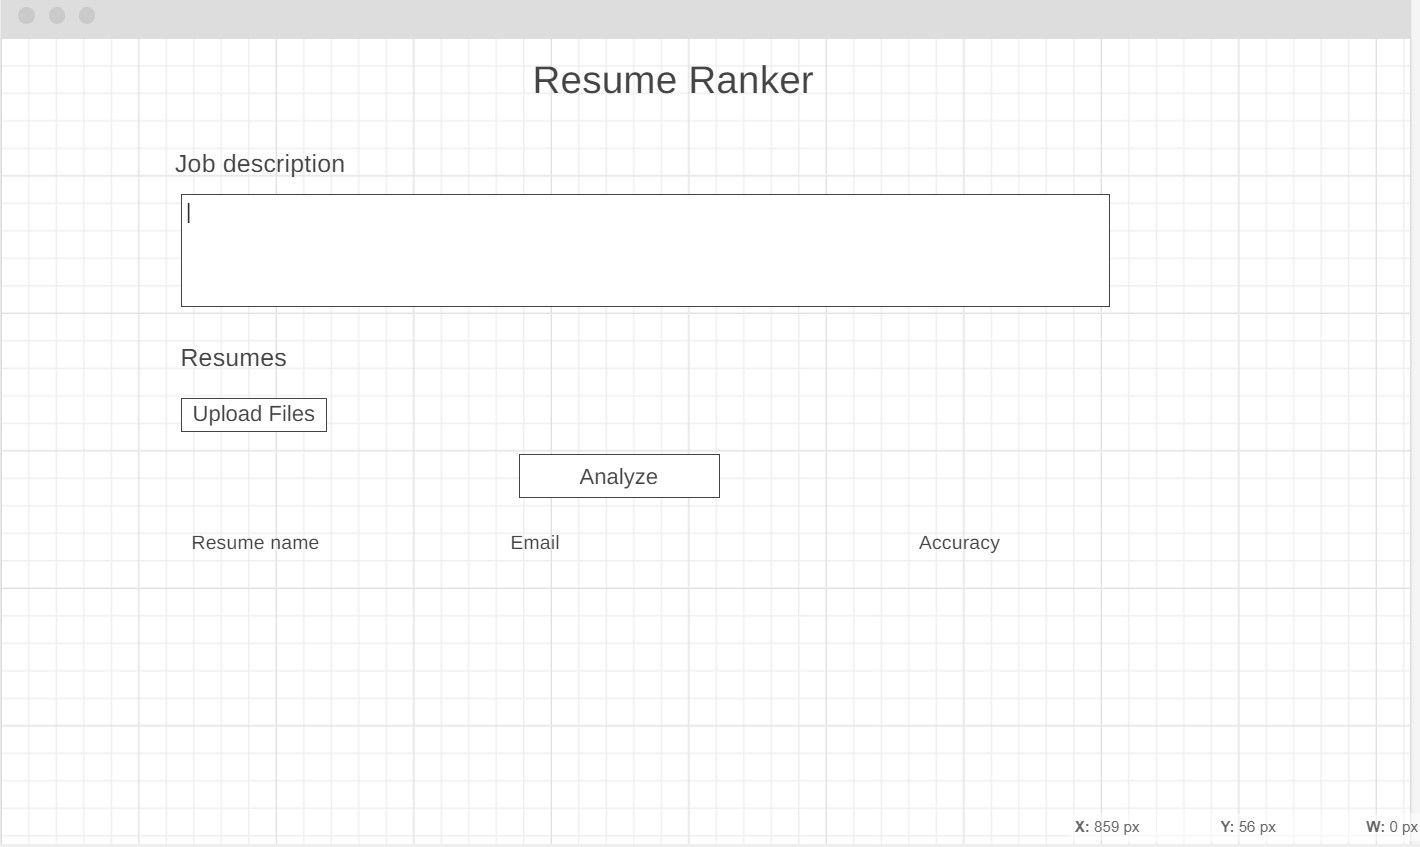 Resume Ranker
Job description
Resumes
Upload Files
Analyze
Resume name Email Accuracy
X: 859 px Y: 56 px W: 0 px